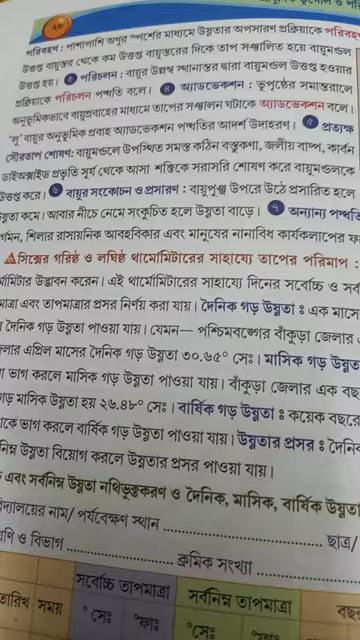 ২৮
পরিবহণ : পাশাপাশি অণুর স্পর্শের মাধ্যমে উষ্ণতার অপসারণ প্রক্রিয়াকে পরিবহণ
উত্তপ্ত বায়ুস্তর থেকে কম উত্তপ্ত বায়ুস্তরের দিকে তাপ সঞ্চালিত হয়ে বায়ুমণ্ডল
উত্তপ্ত হয়। ৩ পরিচলন : বায়ুর উল্লম্ব স্থানান্তর দ্বারা বায়ুমণ্ডল উত্তপ্ত হওয়ার
প্রক্রিয়াকে পরিচলন পদ্ধতি বলে। ৪ অ্যাডভেকশন : ভূপৃষ্ঠের সমান্তরালে
অনুভূমিকভাবে বায়ুপ্রবাহের মাধ্যমে তাপের সঞ্চালন ঘটাকে অ্যাডভেকশন বলে।
'লু' বায়ুর অনুভূমিক প্রবাহ অ্যাডভেকশন পদ্ধতির আদর্শ উদাহরণ। ৫ প্রত্যক্ষ
সৌরতাপ শোষণ: বায়ুমণ্ডলে উপস্থিত সমস্ত কঠিন বস্তুকণা, জলীয় বাষ্প, কার্বন
ডাইঅক্সাইড প্রভৃতি সূর্য থেকে আসা শক্তিকে সরাসরি শোষণ করে বায়ুমণ্ডলকে
উত্তপ্ত করে। ৬ বায়ুর সংকোচন ও প্রসারণ : বায়ুপুঞ্জ উপরে উঠে প্রসারিত হলে
উষ্ণতা কমে। আবার নীচে নেমে সংকুচিত হলে উষ্ণতা বাড়ে। ৭ অন্যান্য পদ্ধতি
র্গমন, শিলার রাসায়নিক আবহবিকার এবং মানুষের নানাবিধ কার্যকলাপের ফ
সিক্সের গরিষ্ঠ ও লঘিষ্ঠ থার্মোমিটারের সাহায্যে তাপের পরিমাপ :
র্মোমিটার উদ্ভাবন করেন। এই থার্মোমিটারের সাহায্যে দিনের সর্বোচ্চ ও সর্ব
মাত্রা এবং তাপমাত্রার প্রসর নির্ণয় করা যায়। দৈনিক গড় উষ্ণতা : এক মাসে
দৈনিক গড় উষ্ণতা পাওয়া যায়। যেমন— পশ্চিমবঙ্গের বাঁকুড়া জেলার
লার এপ্রিল মাসের দৈনিক গড় উষ্ণতা ৩০.৬৫° সেঃ। মাসিক গড় উষ্ণতা
া ভাগ করলে মাসিক গড় উষ্ণতা পাওয়া যায়। বাঁকুড়া জেলার এক বছ
গড় মাসিক উষ্ণতা হয় ২৬.৪৮° সেঃ। বার্ষিক গড় উষ্ণতা : কয়েক বছরে
াকে ভাগ করলে বার্ষিক গড় উষ্ণতা পাওয়া যায়। উষ্ণতার প্রসর : দৈনি
নিম্ন উষ্ণতা বিয়োগ করলে উষ্ণতার প্রসর পাওয়া যায়।
এবং সর্বনিম্ন উষ্ণতা নথিভুক্তকরণ ও দৈনিক, মাসিক, বার্ষিক উষ্ণতা
বিদ্যালয়ের নাম/ পর্যবেক্ষণ স্থান ........................ ছাত্র/
ণি ও বিভাগ .................... ক্রমিক সংখ্যা ....................
তারিখ সময় সর্বোচ্চ তাপমাত্রা সর্বনিম্ন তাপমাত্রা বছ
°সেঃ °ফাঃ °সেঃ °ফাঃ